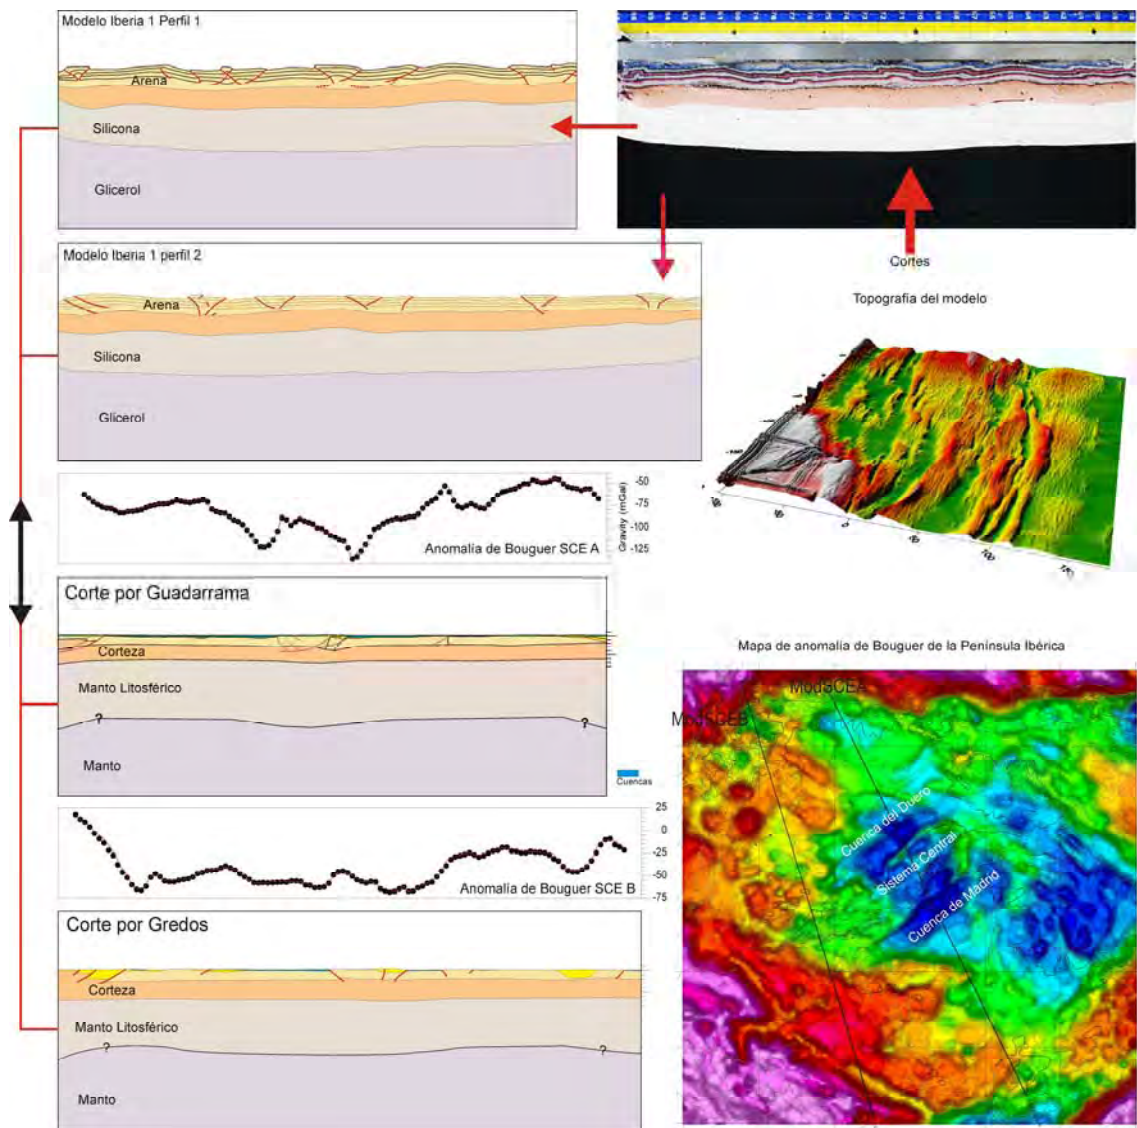 Modelo Iberia 1 Perfil 1
Arena
Silicona
Glicerol
Modelo Iberia 1 perfil 2
Arena
Silicona
Glicerol
Cortes
Topografía del modelo
0
50
100
-50
-75
-100
-125
Gravity (mGal)
Anomalía de Bouguer SCE A
Corte por Guadarrama
Corteza
Manto Litosférico
?
?
Manto
Cuencas
25
0
-25
-50
-75
Anomalía de Bouguer SCE B
Corte por Gredos
Corteza
Manto Litosférico
?
?
Manto
Mapa de anomalía de Bouguer de la Península Ibérica
ModSCEA
ModSCEB
Cuenca del Duero
Sistema Central
Cuenca de Madrid